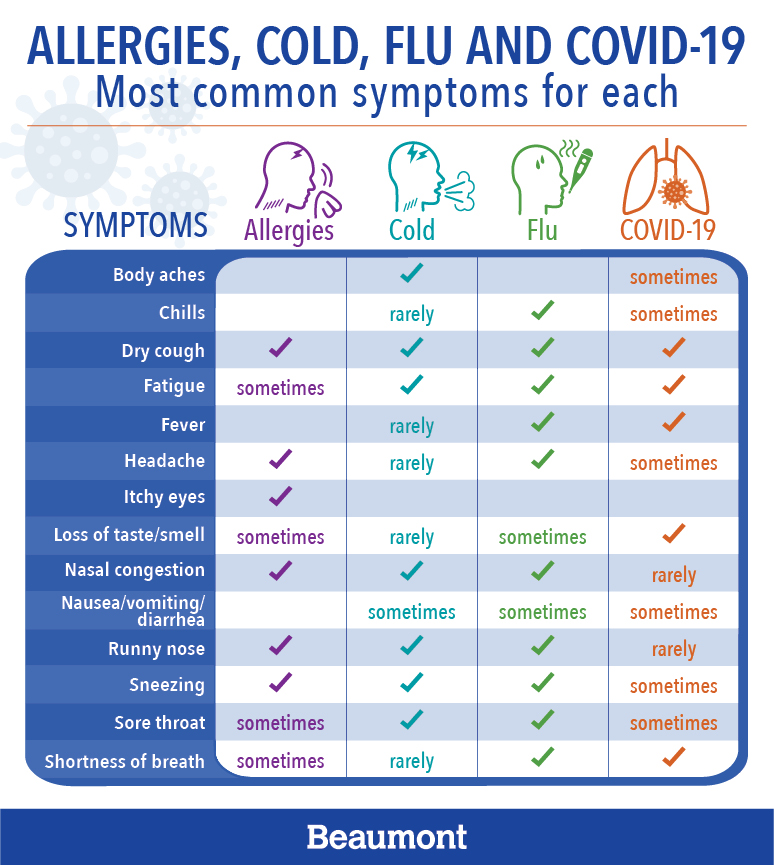 ALLERGIES, COLD, FLU AND COVID-19
Most common symptoms for each
SYMPTOMS Allergies Cold Flu COVID-19
Body aches ✓ sometimes
Chills rarely ✓ sometimes
Dry cough ✓ ✓ ✓ ✓
Fatigue sometimes ✓ ✓ ✓
Fever rarely ✓ ✓
Headache ✓ rarely ✓ sometimes
Itchy eyes ✓
Loss of taste/smell sometimes rarely sometimes ✓
Nasal congestion ✓ ✓ ✓ rarely
Nausea/vomiting/
diarrhea sometimes sometimes sometimes
Runny nose ✓ ✓ ✓ rarely
Sneezing ✓ ✓ ✓ sometimes
Sore throat sometimes ✓ ✓ sometimes
Shortness of breath sometimes rarely ✓ ✓
Beaumont